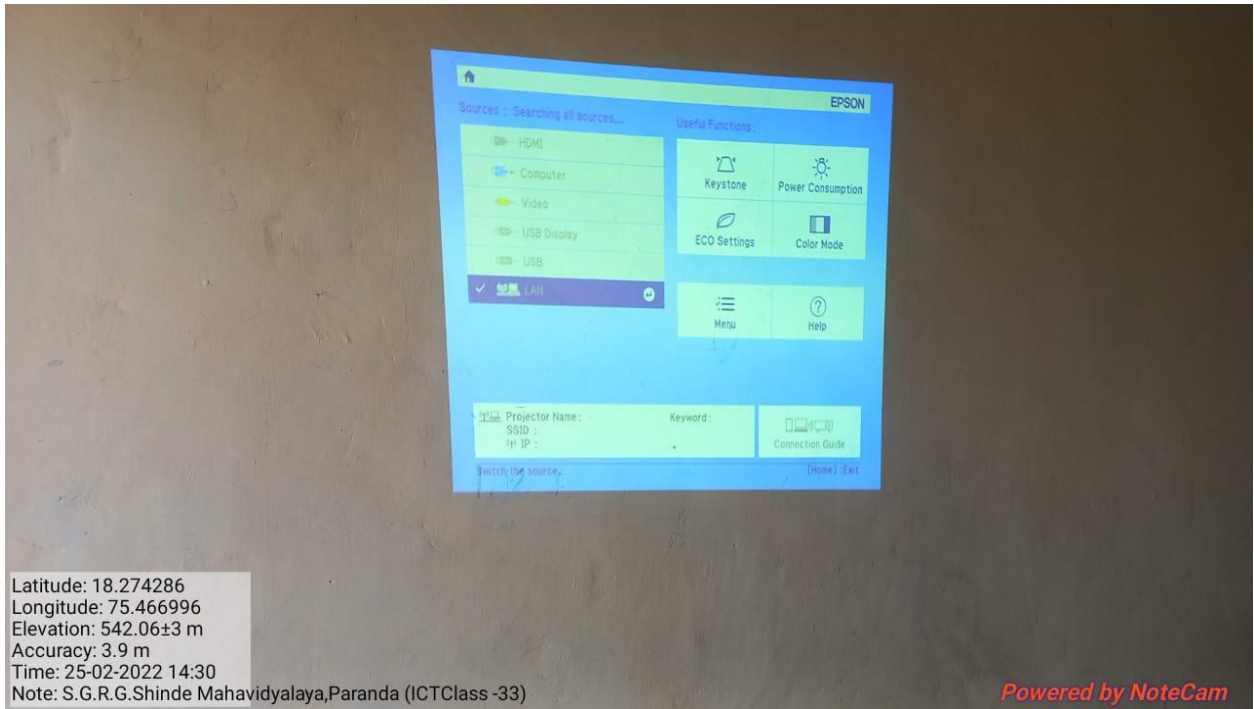 EPSON
Sources : Searching all sources....
HDMI
Computer
Video
USB Display
USB
LAN
Useful Functions :
Keystone
Power Consumption
ECO Settings
Color Mode
Menu
Help
Projector Name :
Keyword :
SSID :
IP :
Connection Guide
Switch the source.
[Home] :Exit
Latitude: 18.274286
Longitude: 75.466996
Elevation: 542.06±3 m
Accuracy: 3.9 m
Time: 25-02-2022 14:30
Note: S.G.R.G.Shinde Mahavidyalaya,Paranda (ICTClass -33)
Powered by NoteCam